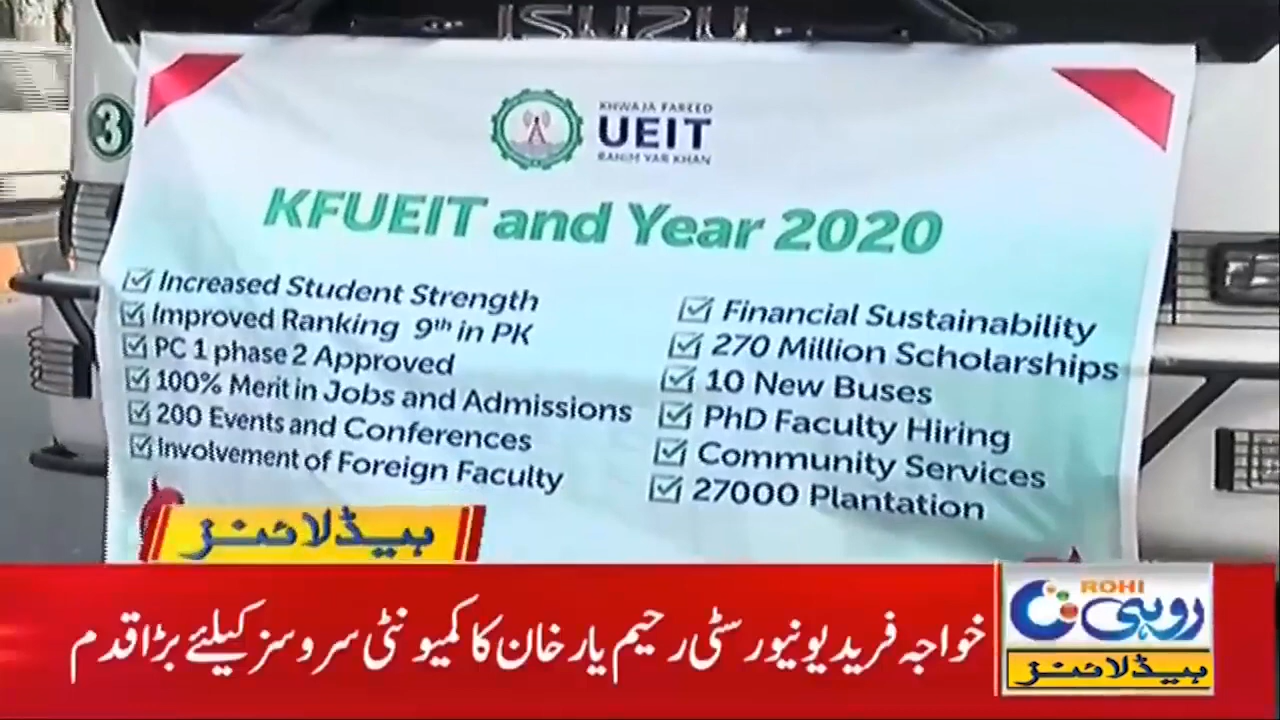 ISUZU
3
KHWAJA FAREED
UEIT
RAHIM YAR KHAN
KFUEIT and Year 2020
Increased Student Strength
Improved Ranking 9th in PK
PC 1 phase 2 Approved
100% Merit in Jobs and Admissions
200 Events and Conferences
Involvement of Foreign Faculty
Financial Sustainability
270 Million Scholarships
10 New Buses
PhD Faculty Hiring
Community Services
27000 Plantation
ہیڈلائنز
خواجہ فرید یونیورسٹی رحیم یار خان کا کمیونٹی سروسز کیلئے بڑا قدم
ROHI
روہی
ہیڈلائنز